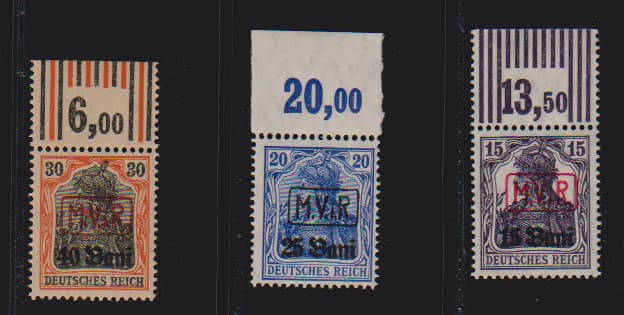 6,00
30 30
M.V.i.R.
40 Bani
DEUTSCHES REICH
20,00
20 20
M.V.i.R.
25 Bani
DEUTSCHES REICH
13,50
15 15
M.V.i.R.
15 Bani
DEUTSCHES REICH